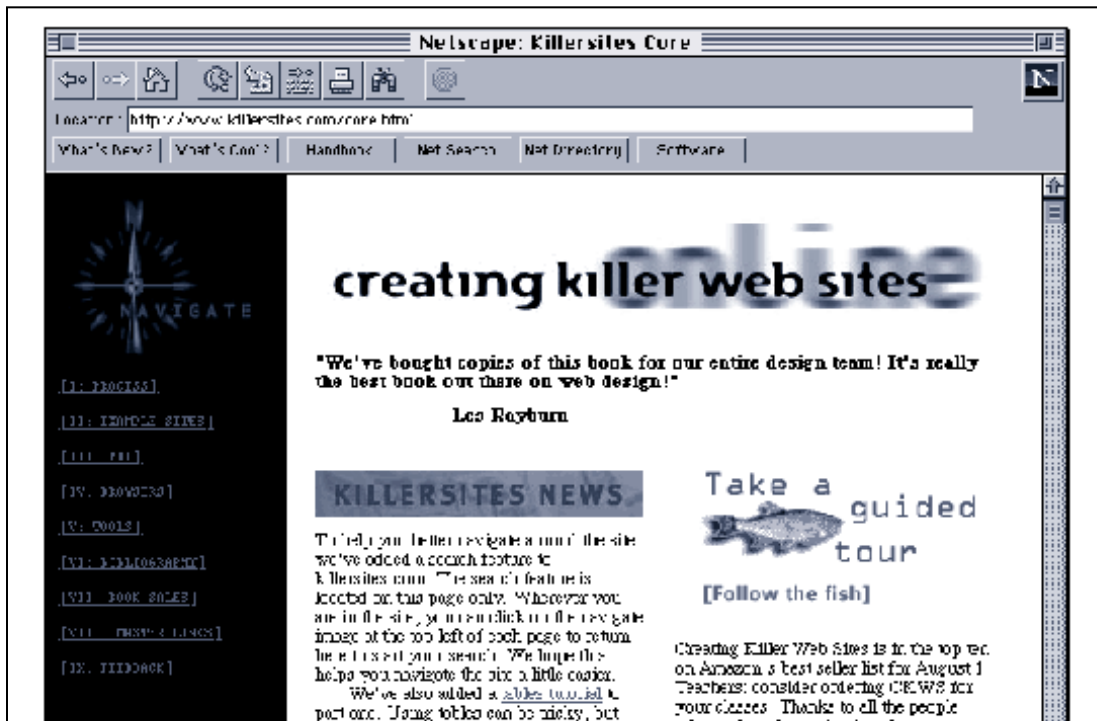 Netscape: Killersites Core
N
Location: http://www.killersites.com/core.html
What's New? What's Cool? Handbook Net Search Net Directory Software
NAVIGATE
online
creating killer web sites
"We've bought copies of this book for our entire design team! It's really
the best book out there on web design!"
Les Rayburn
[I: PROCESS]
[II: EXAMPLE SITES]
[IV. BROWSERS]
[V: TOOLS]
[VI: BIBLIOGRAPHY]
[VII: BOOK SALES]
[IX. FEEDBACK]
KILLERSITES NEWS
To help you better navigate around the site
we've added a search feature to
killersites.com. The search feature is
located on this page only. Wherever you
are in the site, you can click on the navigate
image at the top left of each page to return
here to start your search. We hope this
helps you navigate the site a little easier.
We've also added a tables tutorial to
part one. Using tables can be tricky, but
Take a
guided
tour
[Follow the fish]
Creating Killer Web Sites is in the top ten
on Amazon's best seller list for August!
Teachers: consider ordering CKWS for
your classes. Thanks to all the people